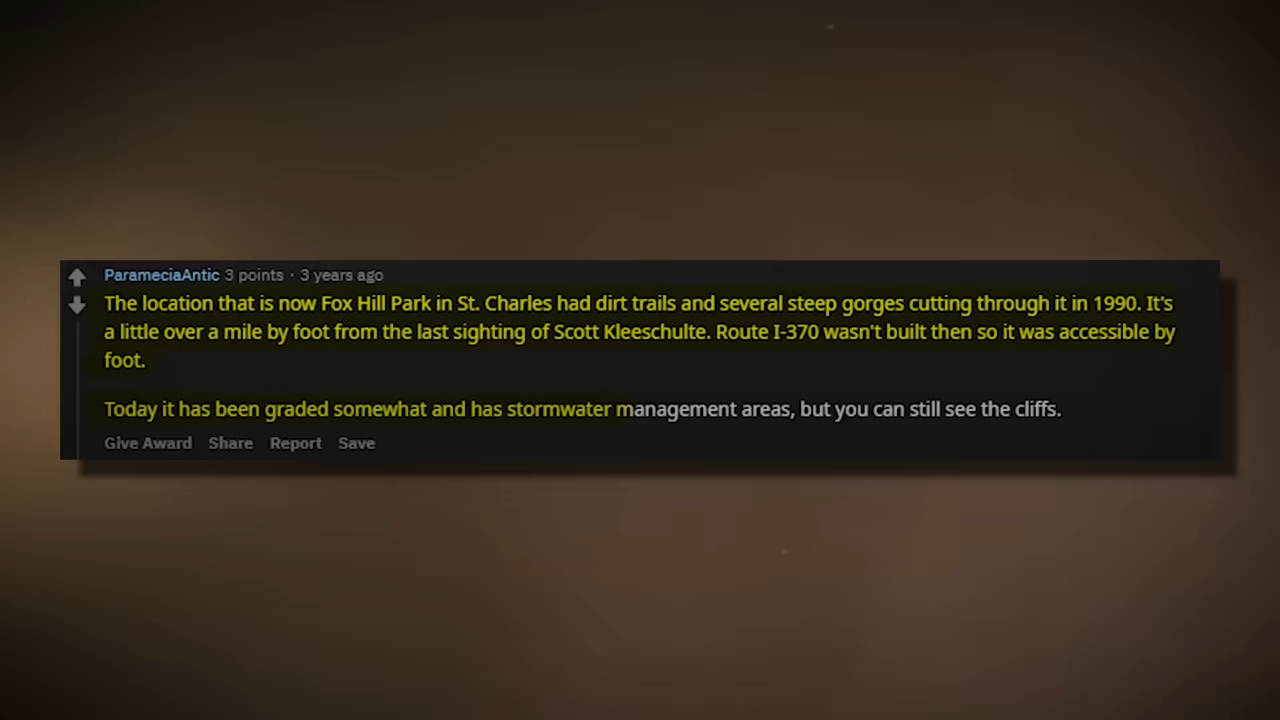 ParameciaAntic 3 points · 3 years ago
The location that is now Fox Hill Park in St. Charles had dirt trails and several steep gorges cutting through it in 1990. It's
a little over a mile by foot from the last sighting of Scott Kleeschulte. Route I-370 wasn't built then so it was accessible by
foot.
Today it has been graded somewhat and has stormwater management areas, but you can still see the cliffs.
Give Award Share Report Save